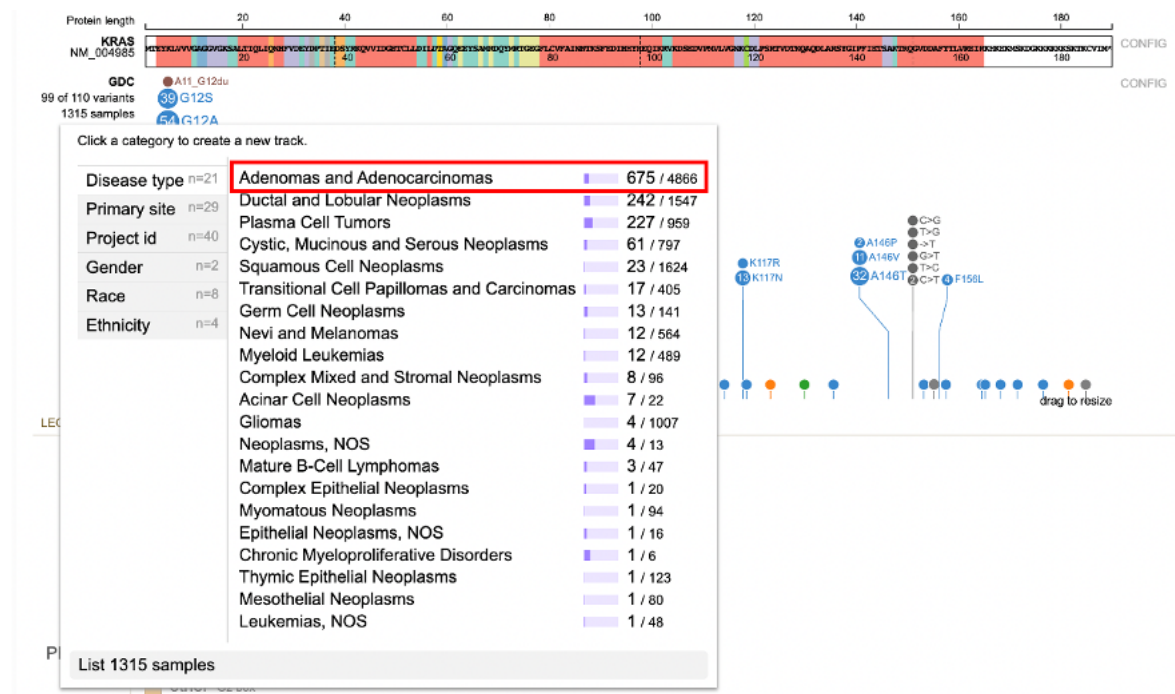 Protein length
20 40 60 80 100 120 140 160 180
KRAS
NM_004985
20 40 60 80 100 120 140 160 180
CONFIG
GDC
99 of 110 variants
1315 samples
A11_G12du
39 G12S
54 G12A
CONFIG
Click a category to create a new track.
Disease type n=21
Primary site n=29
Project id n=40
Gender n=2
Race n=8
Ethnicity n=4
Adenomas and Adenocarcinomas 675 / 4866
Ductal and Lobular Neoplasms 242 / 1547
Plasma Cell Tumors 227 / 959
Cystic, Mucinous and Serous Neoplasms 61 / 797
Squamous Cell Neoplasms 23 / 1624
Transitional Cell Papillomas and Carcinomas 17 / 405
Germ Cell Neoplasms 13 / 141
Nevi and Melanomas 12 / 564
Myeloid Leukemias 12 / 489
Complex Mixed and Stromal Neoplasms 8 / 96
Acinar Cell Neoplasms 7 / 22
Gliomas 4 / 1007
Neoplasms, NOS 4 / 13
Mature B-Cell Lymphomas 3 / 47
Complex Epithelial Neoplasms 1 / 20
Myomatous Neoplasms 1 / 94
Epithelial Neoplasms, NOS 1 / 16
Chronic Myeloproliferative Disorders 1 / 6
Thymic Epithelial Neoplasms 1 / 123
Mesothelial Neoplasms 1 / 80
Leukemias, NOS 1 / 48
List 1315 samples
K117R
13 K117N
2 A146P
11 A146V
32 A146T
C>G
T>G
->T
G>T
T>C
2 C>T
4 F156L
drag to resize